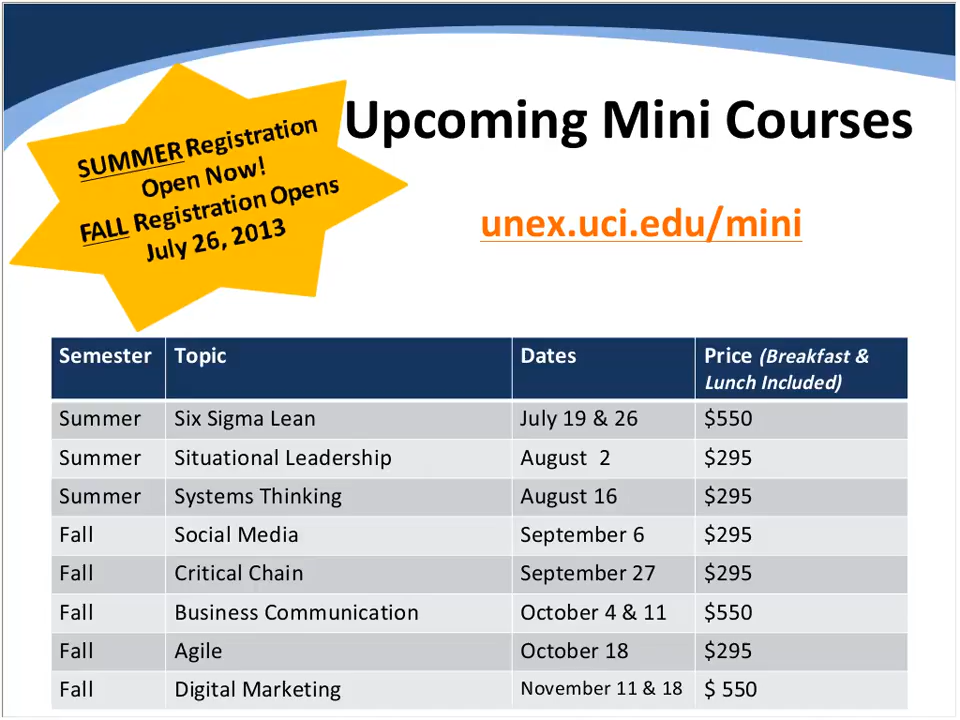 SUMMER Registration
Open Now!
FALL Registration Opens
July 26, 2013
Upcoming Mini Courses
unex.uci.edu/mini
Semester Topic Dates Price (Breakfast &
Lunch Included)
Summer Six Sigma Lean July 19 & 26 $550
Summer Situational Leadership August 2 $295
Summer Systems Thinking August 16 $295
Fall Social Media September 6 $295
Fall Critical Chain September 27 $295
Fall Business Communication October 4 & 11 $550
Fall Agile October 18 $295
Fall Digital Marketing November 11 & 18 $ 550